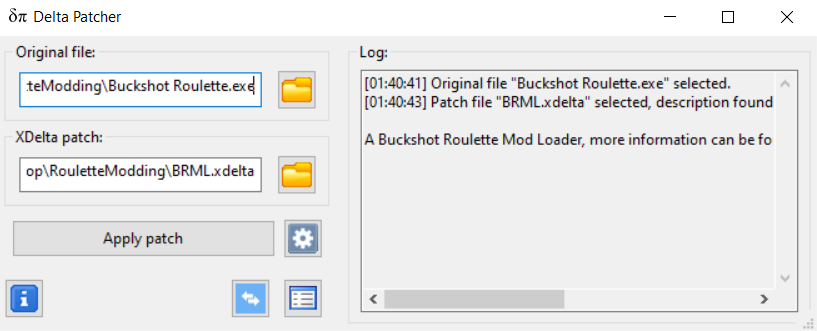 δπ Delta Patcher
Original file:
:teModding\Buckshot Roulette.exe
XDelta patch:
op\RouletteModding\BRML.xdelta
Apply patch
Log:
[01:40:41] Original file "Buckshot Roulette.exe" selected.
[01:40:43] Patch file "BRML.xdelta" selected, description found
A Buckshot Roulette Mod Loader, more information can be fo